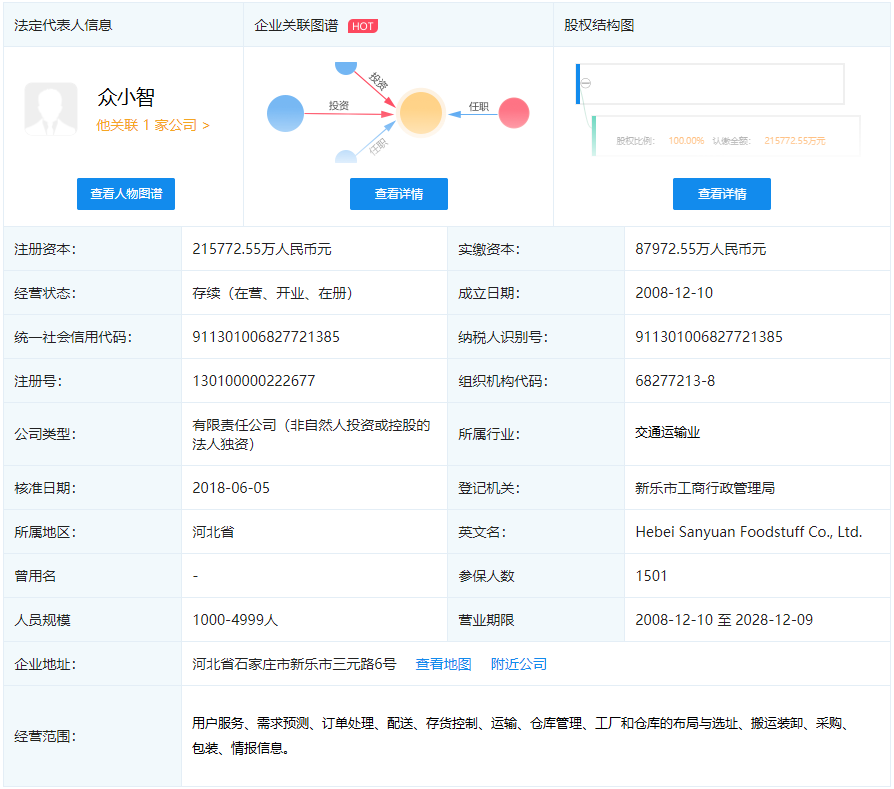 法定代表人信息
企业关联图谱 HOT
股权结构图
众小智
他关联 1 家公司 >
查看人物图谱
投资
投资
任职
任职
查看详情
股权比例： 100.00% 认缴金额： 215772.55万元
查看详情
注册资本： 215772.55万人民币元 实缴资本： 87972.55万人民币元
经营状态： 存续（在营、开业、在册） 成立日期： 2008-12-10
统一社会信用代码： 911301006827721385 纳税人识别号： 911301006827721385
注册号： 130100000222677 组织机构代码： 68277213-8
公司类型： 有限责任公司（非自然人投资或控股的
法人独资） 所属行业： 交通运输业
核准日期： 2018-06-05 登记机关： 新乐市工商行政管理局
所属地区： 河北省 英文名： Hebei Sanyuan Foodstuff Co., Ltd.
曾用名 - 参保人数 1501
人员规模 1000-4999人 营业期限 2008-12-10 至 2028-12-09
企业地址： 河北省石家庄市新乐市三元路6号 查看地图 附近公司
经营范围： 用户服务、需求预测、订单处理、配送、存货控制、运输、仓库管理、工厂和仓库的布局与选址、搬运装卸、采购、
包装、情报信息。